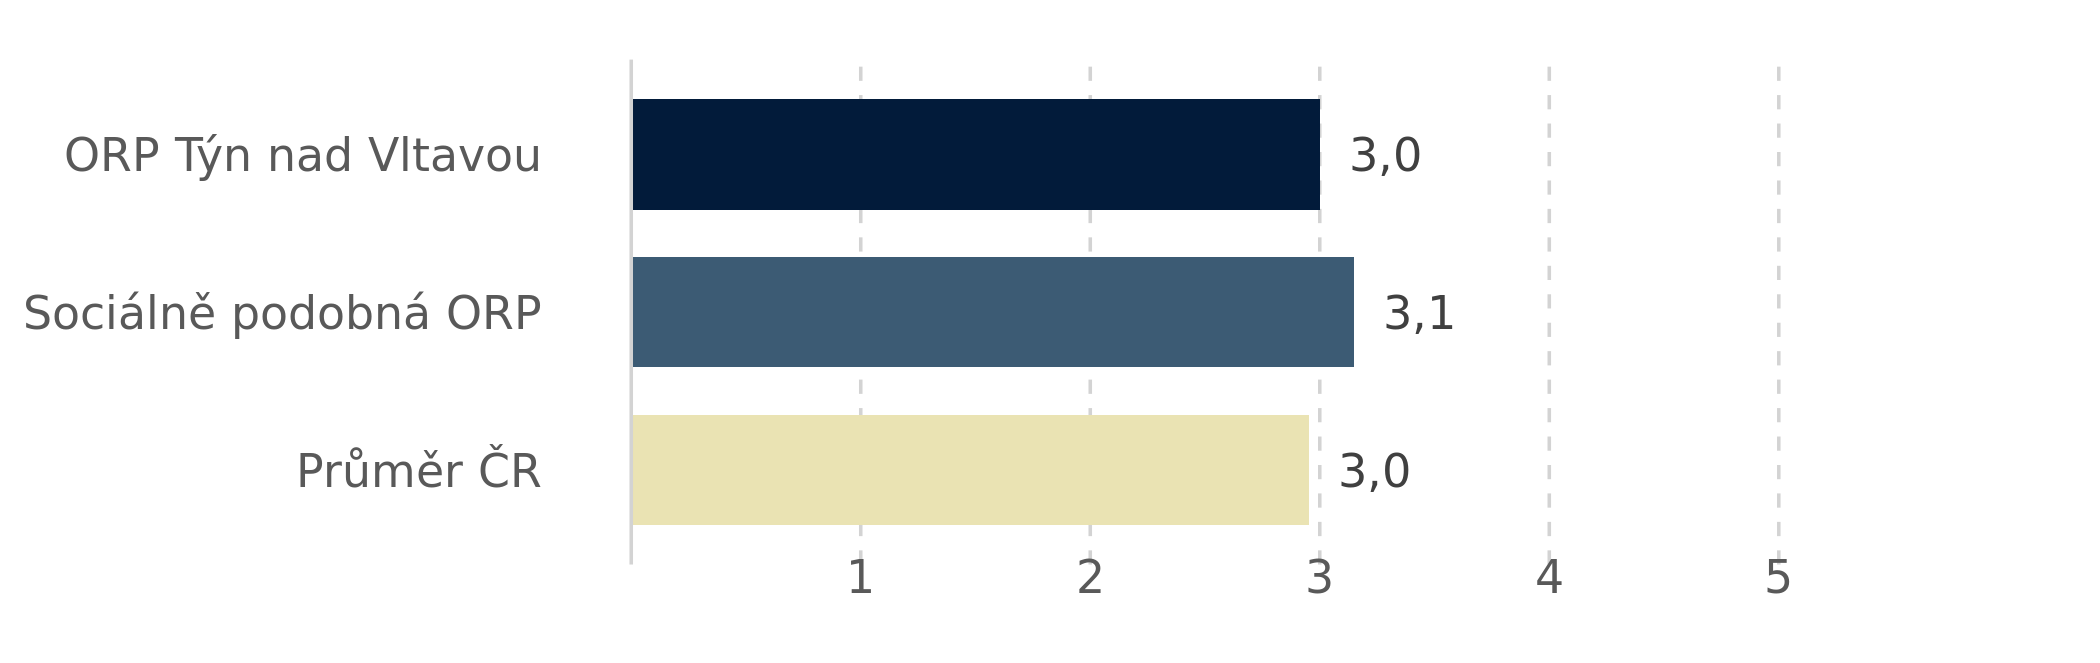 ORP Týn nad Vltavou 3,0
Sociálně podobná ORP 3,1
Průměr ČR 3,0
1 2 3 4 5